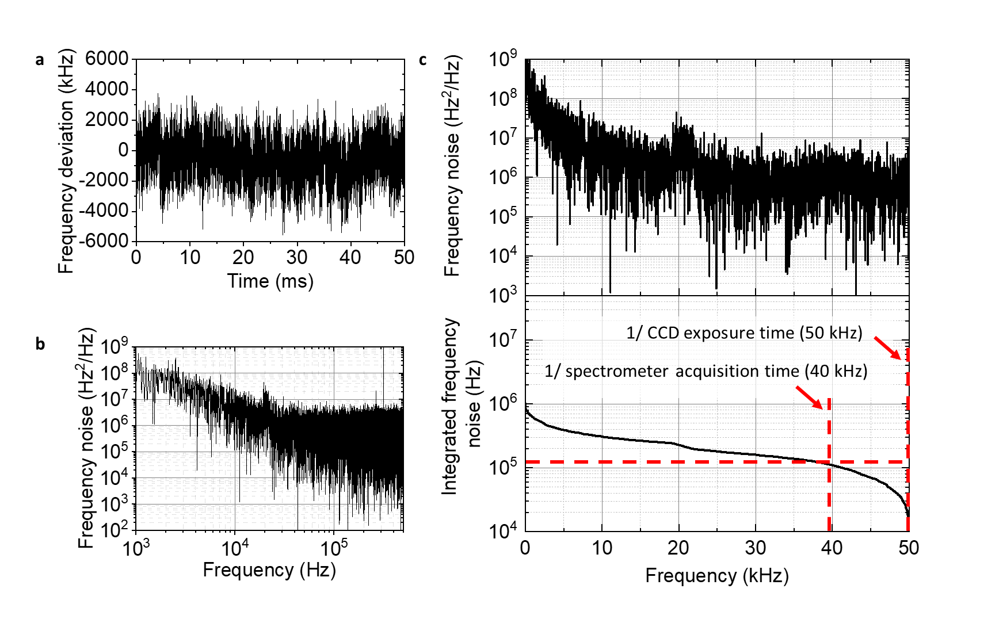 a
Frequency deviation (kHz)
6000
4000
2000
0
-2000
-4000
-6000
0 10 20 30 40 50
Time (ms)
b
Frequency noise (Hz²/Hz)
10⁹
10⁸
10⁷
10⁶
10⁵
10⁴
10³
10²
10³ 10⁴ 10⁵
Frequency (Hz)
c
Frequency noise (Hz²/Hz)
10⁹
10⁸
10⁷
10⁶
10⁵
10⁴
10³
Integrated frequency
noise (Hz)
10⁷
10⁶
10⁵
10⁴
1/ CCD exposure time (50 kHz)
1/ spectrometer acquisition time (40 kHz)
0 10 20 30 40 50
Frequency (kHz)